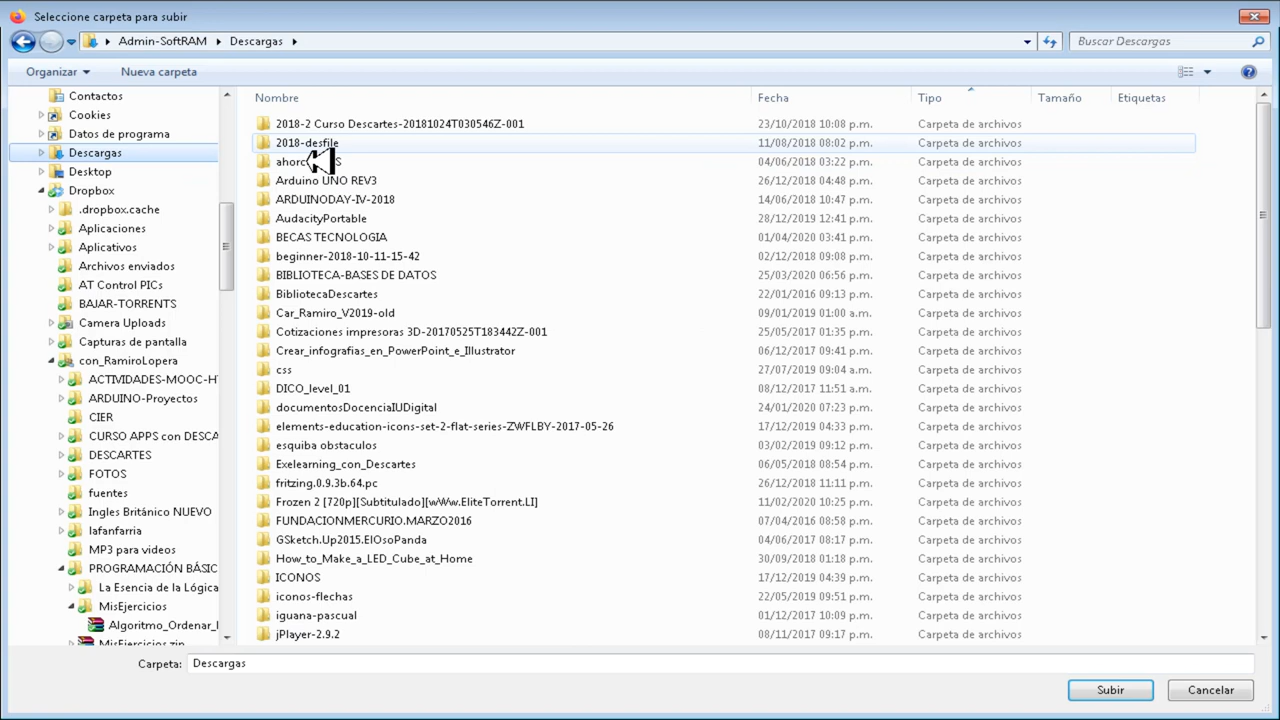 Seleccione carpeta para subir
Admin-SoftRAM Descargas Buscar Descargas
Organizar Nueva carpeta
Contactos
Cookies
Datos de programa
Descargas
Desktop
Dropbox
.dropbox.cache
Aplicaciones
Aplicativos
Archivos enviados
AT Control PICs
BAJAR-TORRENTS
Camera Uploads
Capturas de pantalla
con_RamiroLopera
ACTIVIDADES-MOOC-H
ARDUINO-Proyectos
CIER
CURSO APPS con DESCA
DESCARTES
FOTOS
fuentes
Ingles Británico NUEVO
lafanfarria
MP3 para videos
PROGRAMACIÓN BÁSIC
La Esencia de la Lógica
MisEjercicios
Algoritmo_Ordenar_
MisEjercicios.zip
Nombre Fecha Tipo Tamaño Etiquetas
2018-2 Curso Descartes-20181024T030546Z-001 23/10/2018 10:08 p.m. Carpeta de archivos
2018-desfile 11/08/2018 08:02 p.m. Carpeta de archivos
04/06/2018 03:22 p.m. Carpeta de archivos
Arduino UNO REV3 26/12/2018 04:48 p.m. Carpeta de archivos
ARDUINODAY-IV-2018 14/06/2018 10:47 p.m. Carpeta de archivos
AudacityPortable 28/12/2019 12:41 p.m. Carpeta de archivos
BECAS TECNOLOGIA 01/04/2020 03:41 p.m. Carpeta de archivos
beginner-2018-10-11-15-42 02/12/2018 09:08 p.m. Carpeta de archivos
BIBLIOTECA-BASES DE DATOS 25/03/2020 06:56 p.m. Carpeta de archivos
BibliotecaDescartes 22/01/2016 09:13 p.m. Carpeta de archivos
Car_Ramiro_V2019-old 09/01/2019 01:00 a.m. Carpeta de archivos
Cotizaciones impresoras 3D-20170525T183442Z-001 25/05/2017 01:35 p.m. Carpeta de archivos
Crear_infografias_en_PowerPoint_e_Illustrator 06/12/2017 09:41 p.m. Carpeta de archivos
css 27/07/2019 09:04 a.m. Carpeta de archivos
DICO_level_01 08/12/2017 11:51 a.m. Carpeta de archivos
documentosDocenciaIUDigital 24/01/2020 07:23 p.m. Carpeta de archivos
elements-education-icons-set-2-flat-series-ZWFLBY-2017-05-26 17/12/2019 04:33 p.m. Carpeta de archivos
esquiba obstaculos 03/02/2019 09:12 p.m. Carpeta de archivos
Exelearning_con_Descartes 06/05/2018 08:54 p.m. Carpeta de archivos
fritzing.0.9.3b.64.pc 26/12/2018 11:11 p.m. Carpeta de archivos
Frozen 2 [720p][Subtitulado][wWw.EliteTorrent.LI] 11/02/2020 10:25 p.m. Carpeta de archivos
FUNDACIONMERCURIO.MARZO2016 07/04/2016 08:58 p.m. Carpeta de archivos
GSketch.Up2015.ElOsoPanda 04/06/2017 08:17 p.m. Carpeta de archivos
How_to_Make_a_LED_Cube_at_Home 30/09/2018 01:18 p.m. Carpeta de archivos
ICONOS 17/12/2019 04:39 p.m. Carpeta de archivos
iconos-flechas 22/05/2019 09:51 p.m. Carpeta de archivos
iguana-pascual 01/12/2017 10:09 p.m. Carpeta de archivos
jPlayer-2.9.2 08/11/2017 09:17 p.m. Carpeta de archivos
Carpeta: Descargas
Subir Cancelar